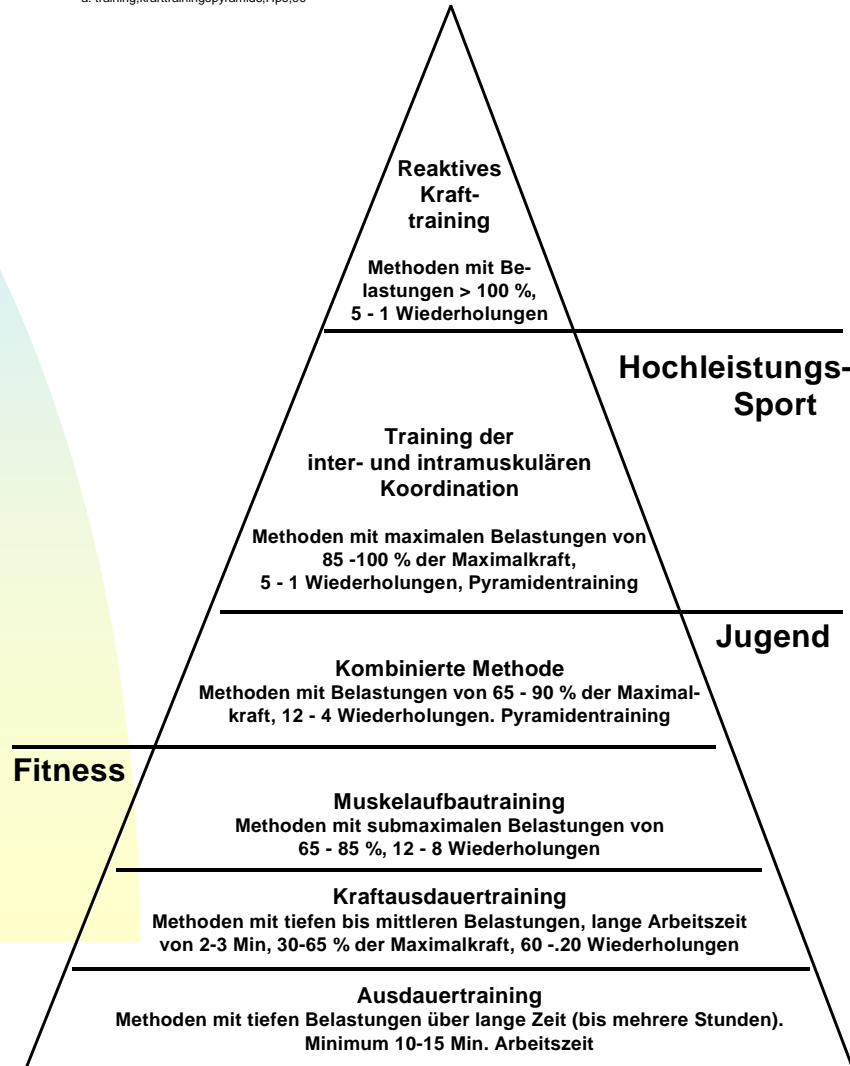 Reaktives
Kraft-
training
Methoden mit Be-
lastungen > 100 %,
5 - 1 Wiederholungen
Hochleistungs-
Sport
Training der
inter- und intramuskulären
Koordination
Methoden mit maximalen Belastungen von
85 -100 % der Maximalkraft,
5 - 1 Wiederholungen, Pyramidentraining
Jugend
Kombinierte Methode
Methoden mit Belastungen von 65 - 90 % der Maximal-
kraft, 12 - 4 Wiederholungen. Pyramidentraining
Fitness
Muskelaufbautraining
Methoden mit submaximalen Belastungen von
65 - 85 %, 12 - 8 Wiederholungen
Kraftausdauertraining
Methoden mit tiefen bis mittleren Belastungen, lange Arbeitszeit
von 2-3 Min, 30-65 % der Maximalkraft, 60 -.20 Wiederholungen
Ausdauertraining
Methoden mit tiefen Belastungen über lange Zeit (bis mehrere Stunden).
Minimum 10-15 Min. Arbeitszeit